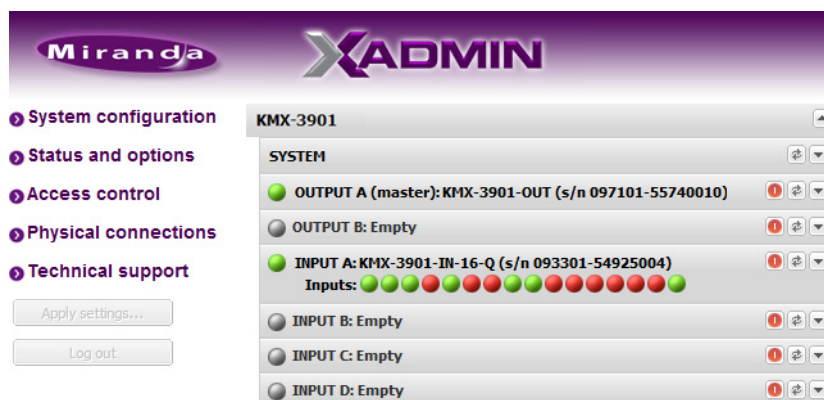 Miranda
XADMIN
System configuration
Status and options
Access control
Physical connections
Technical support
Apply settings...
Log out
KMX-3901
SYSTEM
OUTPUT A (master): KMX-3901-OUT (s/n 097101-55740010)
OUTPUT B: Empty
INPUT A: KMX-3901-IN-16-Q (s/n 093301-54925004)
Inputs:
INPUT B: Empty
INPUT C: Empty
INPUT D: Empty